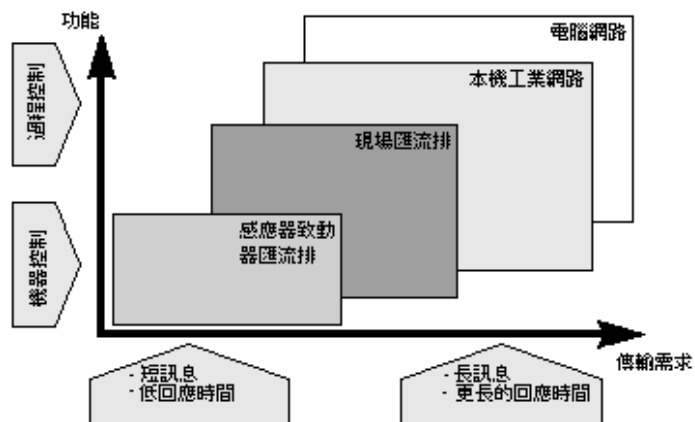 功能
電腦網路
本機工業網路
過程控制
現場匯流排
感應器致動
器匯流排
機器控制
傳輸需求
- 短訊息
- 低回應時間
- 長訊息
- 更長的回應時間